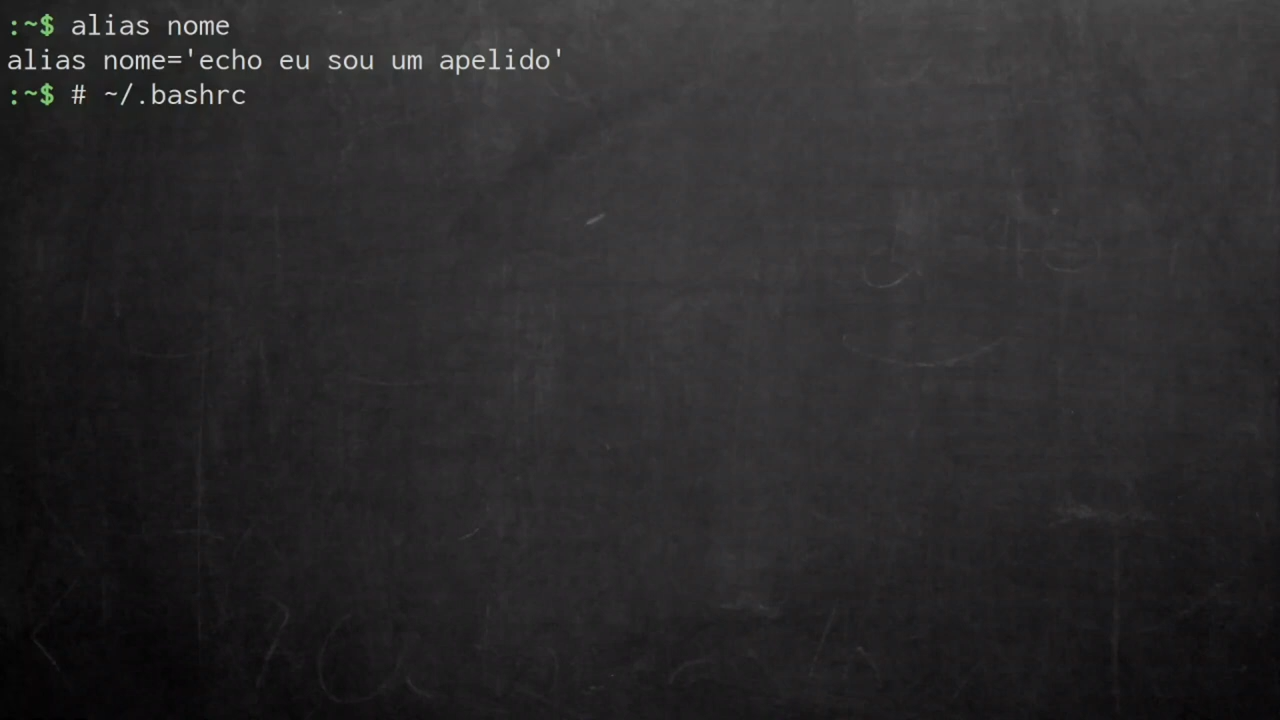 :~$ alias nome
alias nome='echo eu sou um apelido'
:~$ # ~/.bashrc